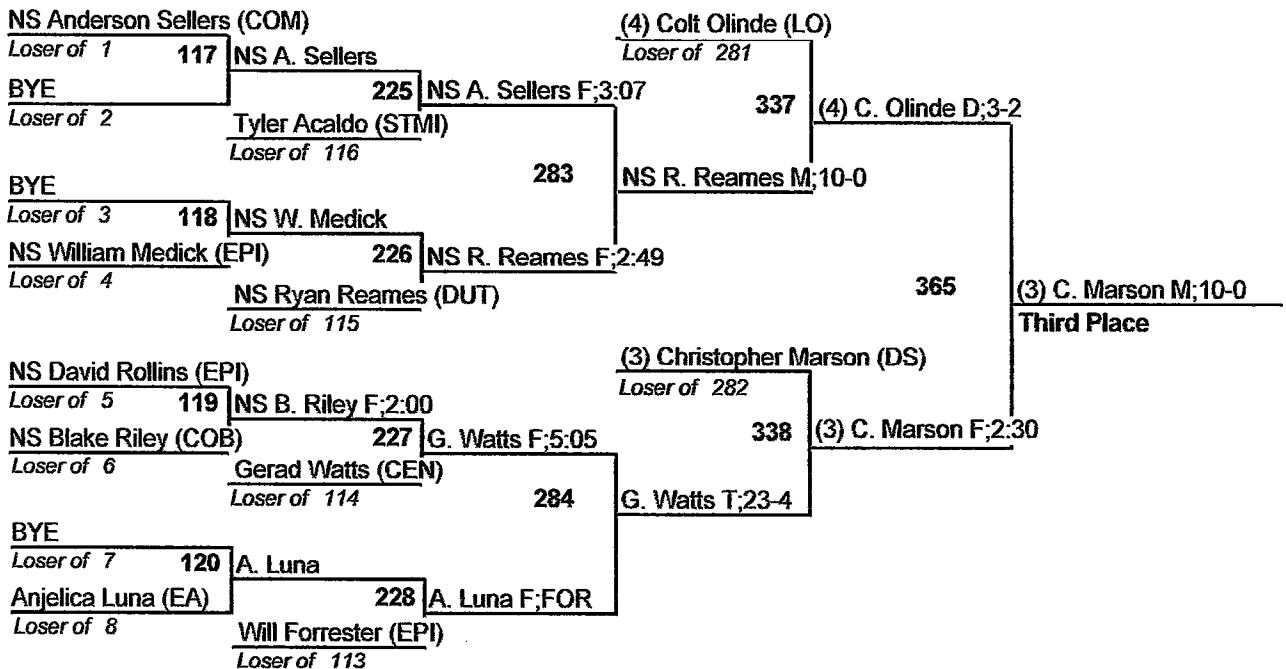 NS Anderson Sellers (COM)
Loser of 1
117
NS A. Sellers
BYE
Loser of 2
225
NS A. Sellers F;3:07
Tyler Acaldo (STMI)
Loser of 116
BYE
Loser of 3
118
NS W. Medick
NS William Medick (EPI)
Loser of 4
226
NS R. Reames F;2:49
NS Ryan Reames (DUT)
Loser of 115
283
NS R. Reames M;10-0
(4) Colt Olinde (LO)
Loser of 281
337
(4) C. Olinde D;3-2
NS David Rollins (EPI)
Loser of 5
119
NS B. Riley F;2:00
NS Blake Riley (COB)
Loser of 6
227
G. Watts F;5:05
Gerad Watts (CEN)
Loser of 114
BYE
Loser of 7
120
A. Luna
Anjelica Luna (EA)
Loser of 8
228
A. Luna F;FOR
Will Forrester (EPI)
Loser of 113
284
G. Watts T;23-4
(3) Christopher Marson (DS)
Loser of 282
338
(3) C. Marson F;2:30
365
(3) C. Marson M;10-0
Third Place